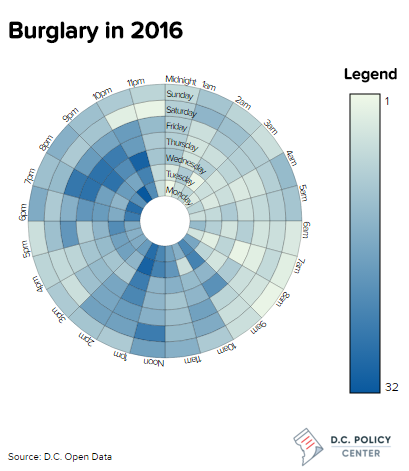 Burglary in 2016
Legend
1
32
Midnight
1am
2am
3am
4am
5am
6am
7am
8am
9am
10am
11am
Noon
1pm
2pm
3pm
4pm
5pm
6pm
7pm
8pm
9pm
10pm
11pm
Sunday
Saturday
Friday
Thursday
Wednesday
Tuesday
Monday
D.C. POLICY
CENTER
Source: D.C. Open Data